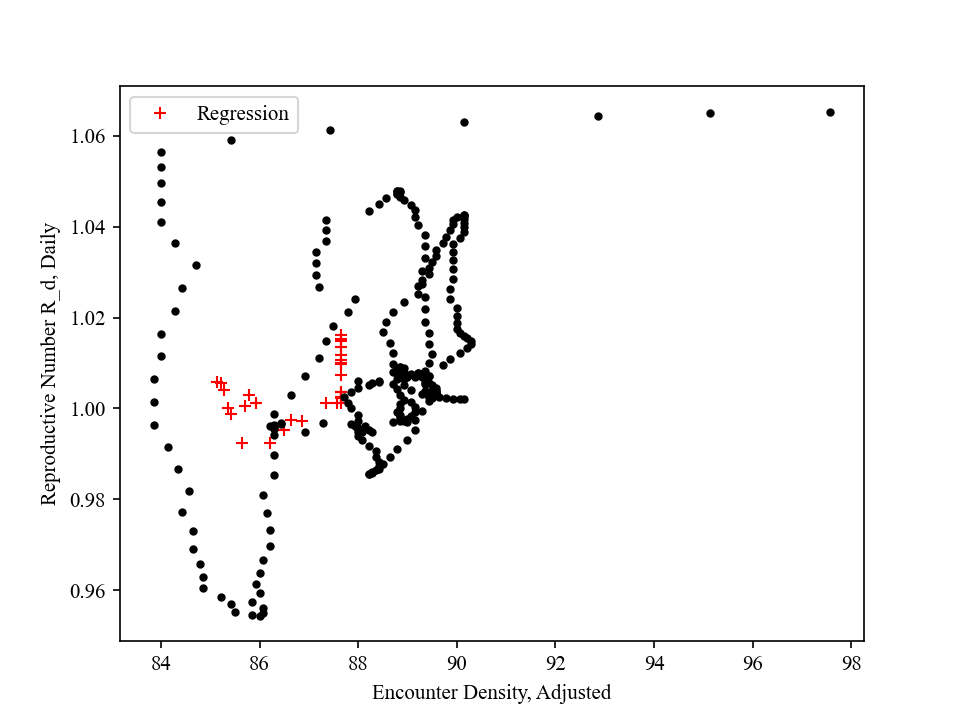 Regression
1.06
1.04
1.02
1.00
0.98
0.96
Reproductive Number R_d, Daily
84 86 88 90 92 94 96 98
Encounter Density, Adjusted